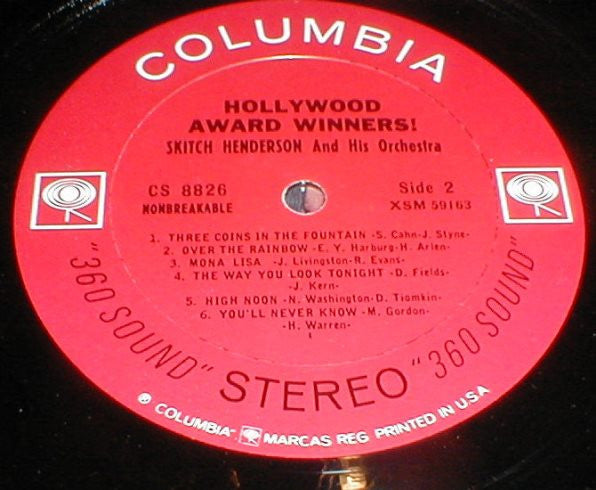 COLUMBIA
HOLLYWOOD
AWARD WINNERS!
SKITCH HENDERSON And His Orchestra
CS 8826
NONBREAKABLE
Side 2
XSM 59163
1. THREE COINS IN THE FOUNTAIN -S. Cahn-J. Styne-
2. OVER THE RAINBOW -E. Y. Harburg-H. Arlen-
3. MONA LISA -J. Livingston-R. Evans-
4. THE WAY YOU LOOK TONIGHT -D. Fields-
J. Kern-
5. HIGH NOON -N. Washington-D. Tiomkin-
6. YOU'LL NEVER KNOW -M. Gordon-
-H. Warren-
"360 SOUND" STEREO "360 SOUND"
® COLUMBIA MARCAS REG PRINTED IN U.S.A